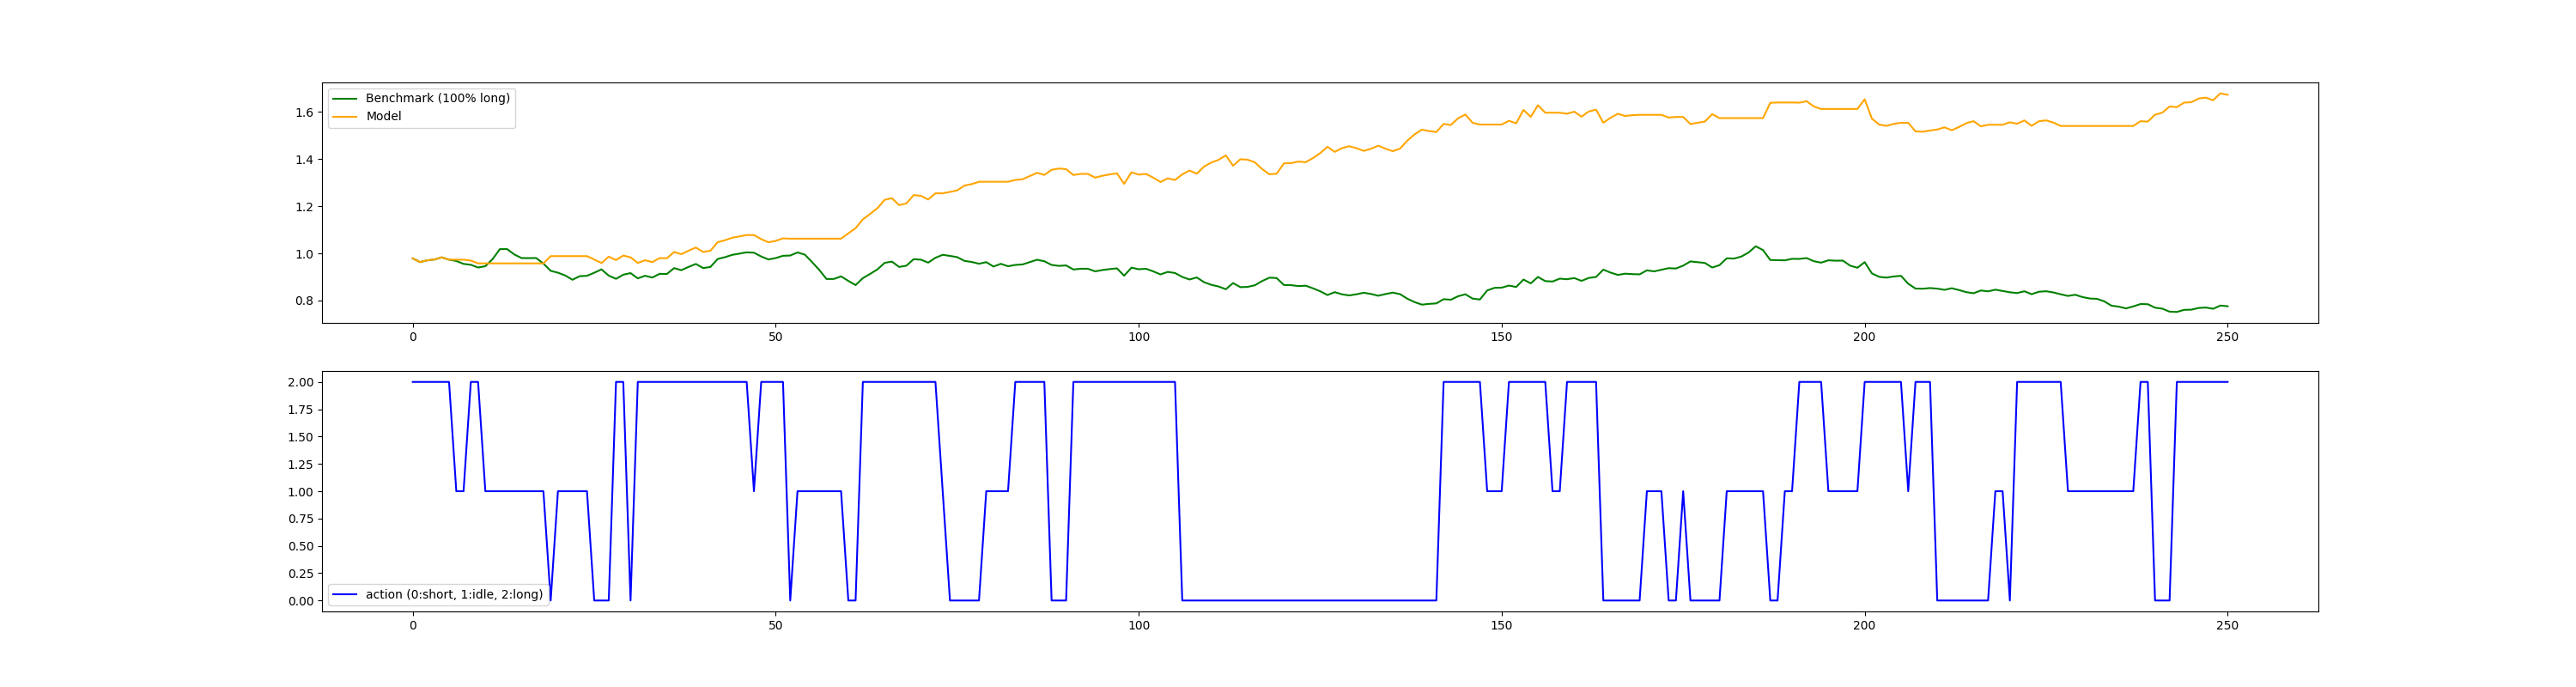 Benchmark (100% long)
Model
1.6
1.4
1.2
1.0
0.8
0 50 100 150 200 250
2.00
1.75
1.50
1.25
1.00
0.75
0.50
0.25
0.00
action (0:short, 1:idle, 2:long)
0 50 100 150 200 250